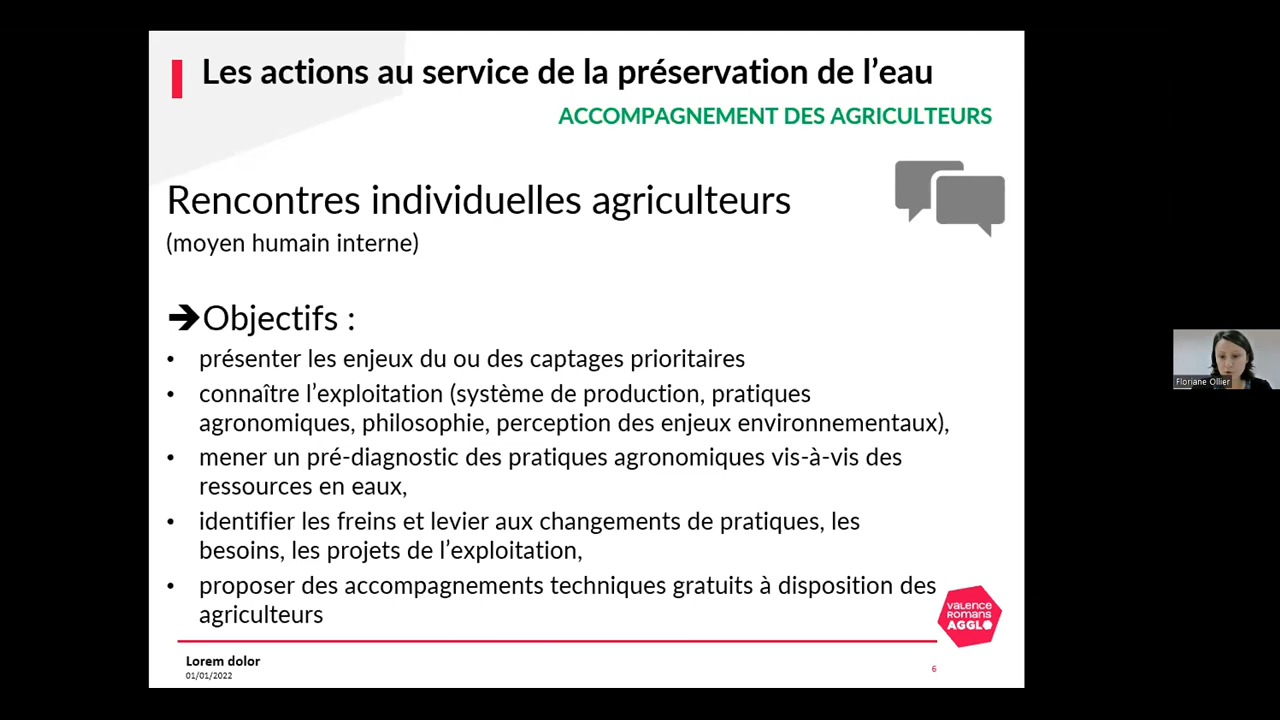 Les actions au service de la préservation de l’eau
ACCOMPAGNEMENT DES AGRICULTEURS
Rencontres individuelles agriculteurs
(moyen humain interne)
➔Objectifs :
• présenter les enjeux du ou des captages prioritaires
• connaître l’exploitation (système de production, pratiques
agronomiques, philosophie, perception des enjeux environnementaux),
• mener un pré-diagnostic des pratiques agronomiques vis-à-vis des
ressources en eaux,
• identifier les freins et levier aux changements de pratiques, les
besoins, les projets de l’exploitation,
• proposer des accompagnements techniques gratuits à disposition des
agriculteurs
valence
romans
AGGLO
Lorem dolor
01/01/2022
6
Floriane Ollier